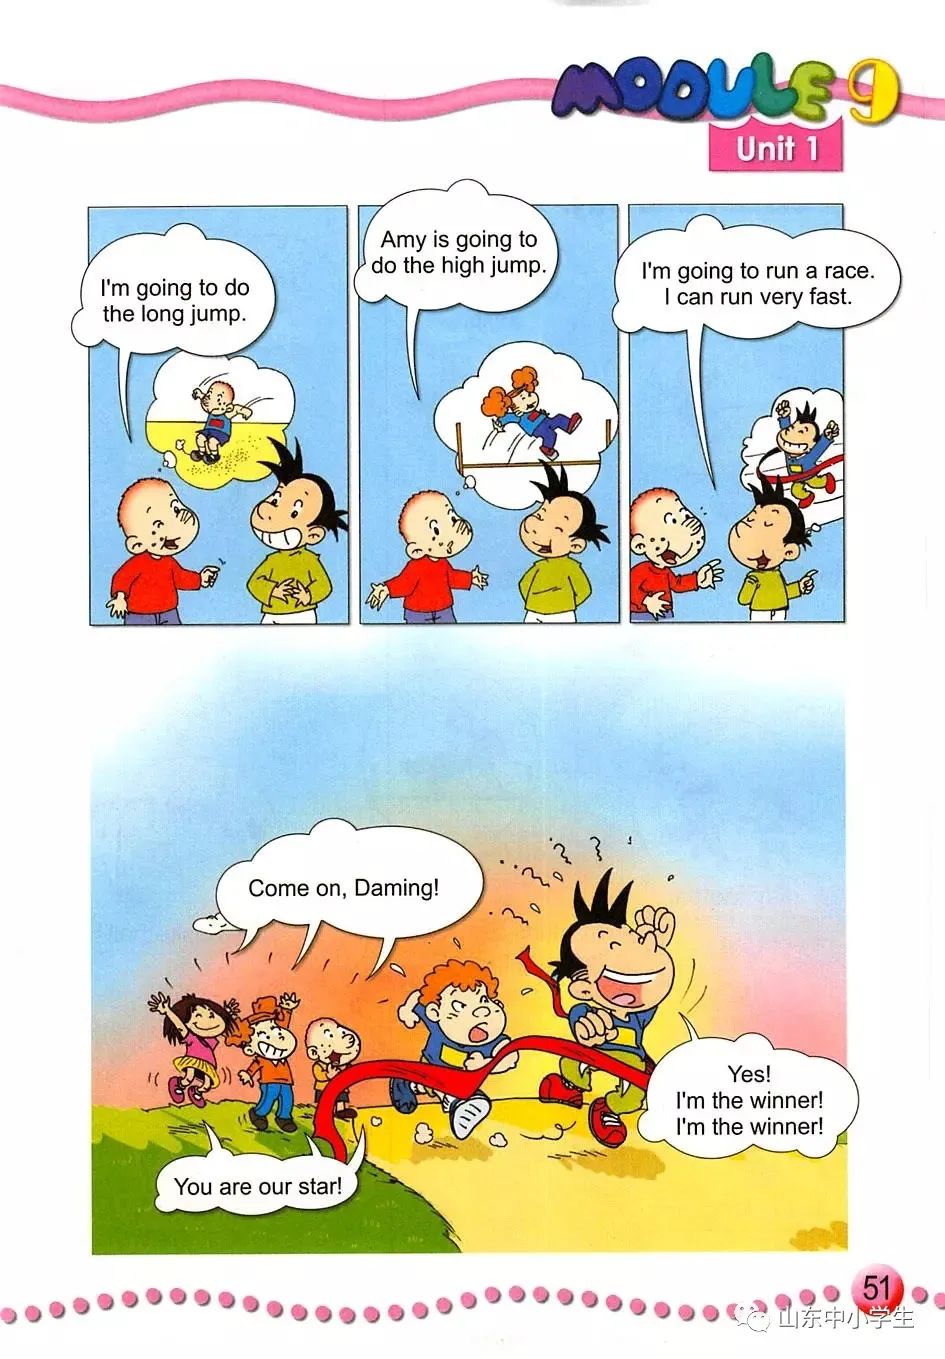 MODULE 9
Unit 1
I'm going to do
the long jump.
Amy is going to
do the high jump.
I'm going to run a race.
I can run very fast.
Come on, Daming!
Yes!
I'm the winner!
I'm the winner!
You are our star!
51
山东中小学生